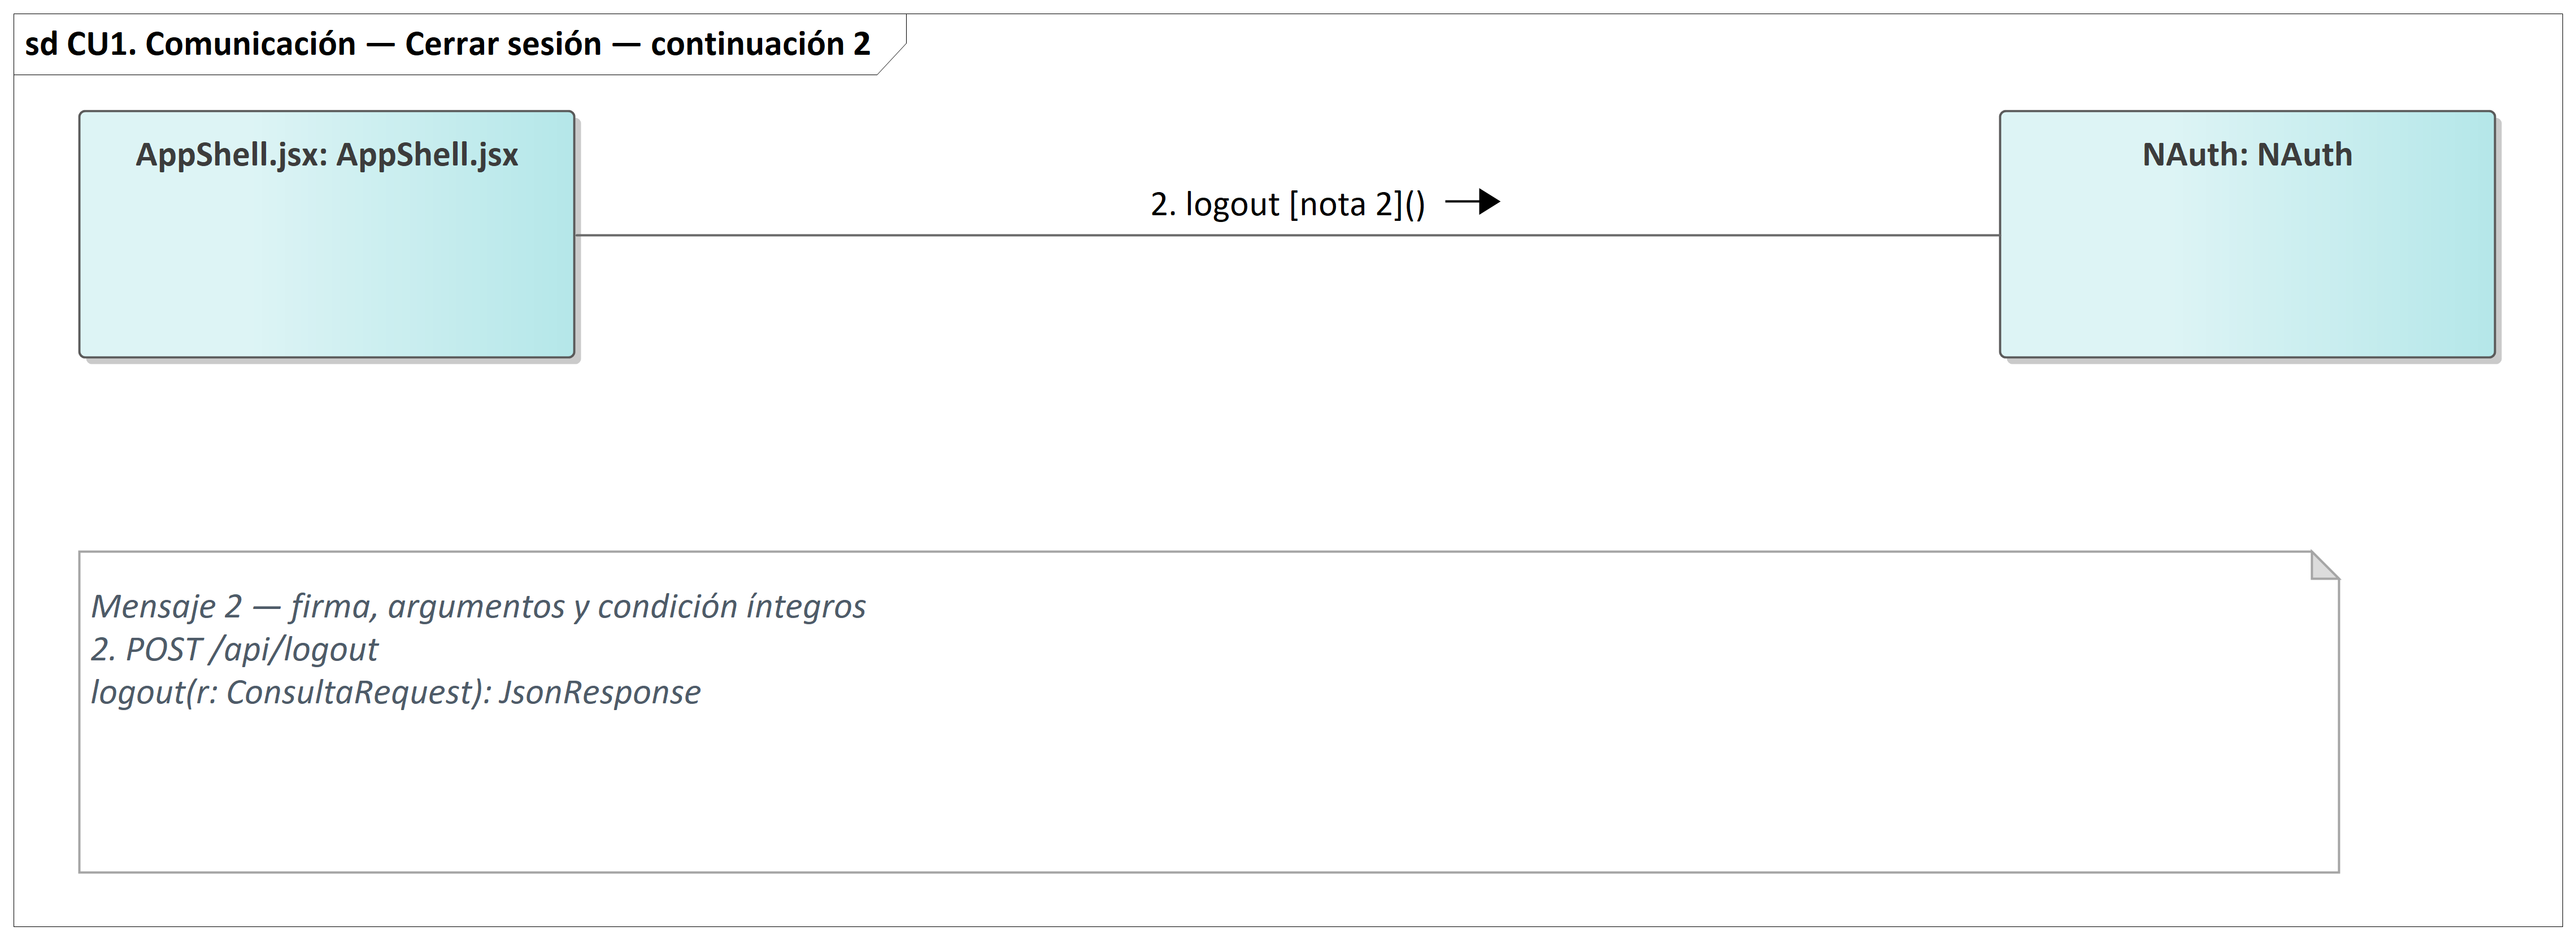 sd CU1. Comunicación — Cerrar sesión — continuación 2
AppShell.jsx: AppShell.jsx
NAuth: NAuth
2. logout [nota 2]()
Mensaje 2 — firma, argumentos y condición íntegros
2. POST /api/logout
logout(r: ConsultaRequest): JsonResponse